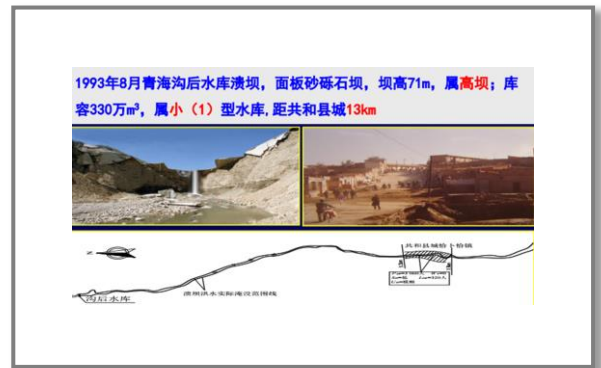 1993年8月青海沟后水库溃坝，面板砂砾石坝，坝高71m，属高坝；库
容330万m³，属小（1）型水库,距共和县城13km
共和县城恰卜恰镇
溃坝洪水实际淹没范围线
沟后水库